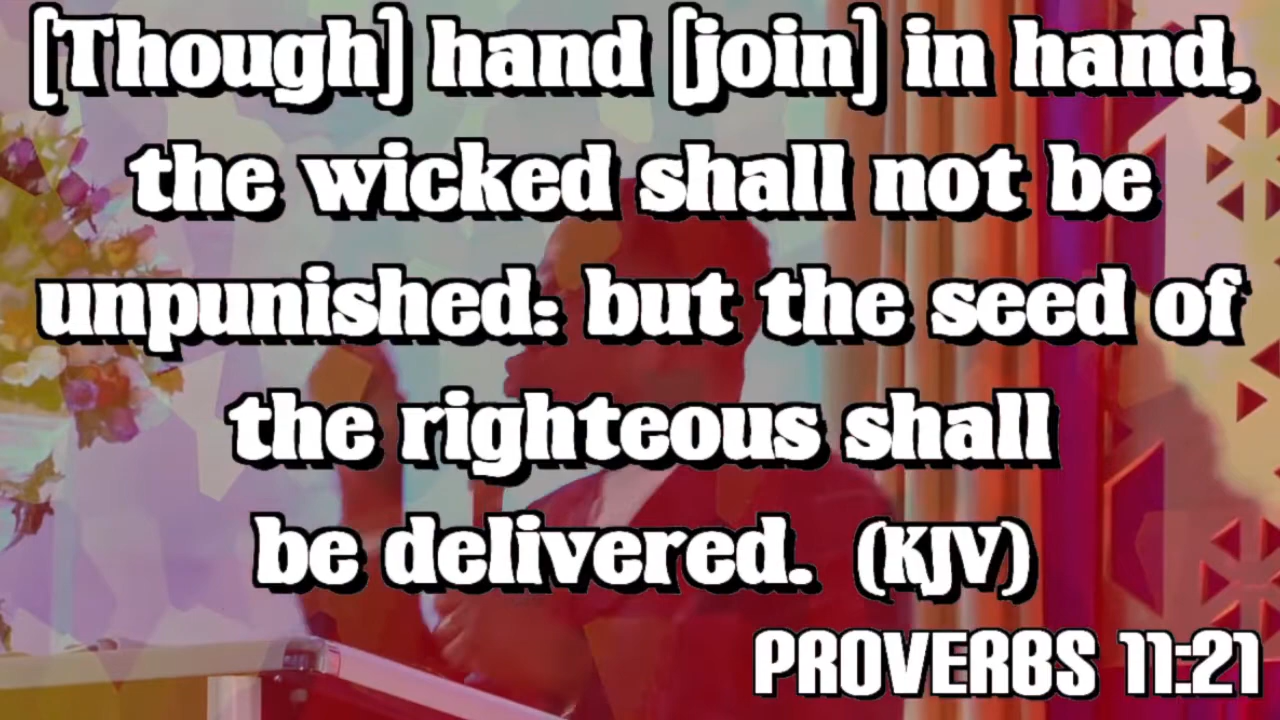 [Though] hand [join] in hand,
the wicked shall not be
unpunished: but the seed of
the righteous shall
be delivered. (KJV)
PROVERBS 11:21